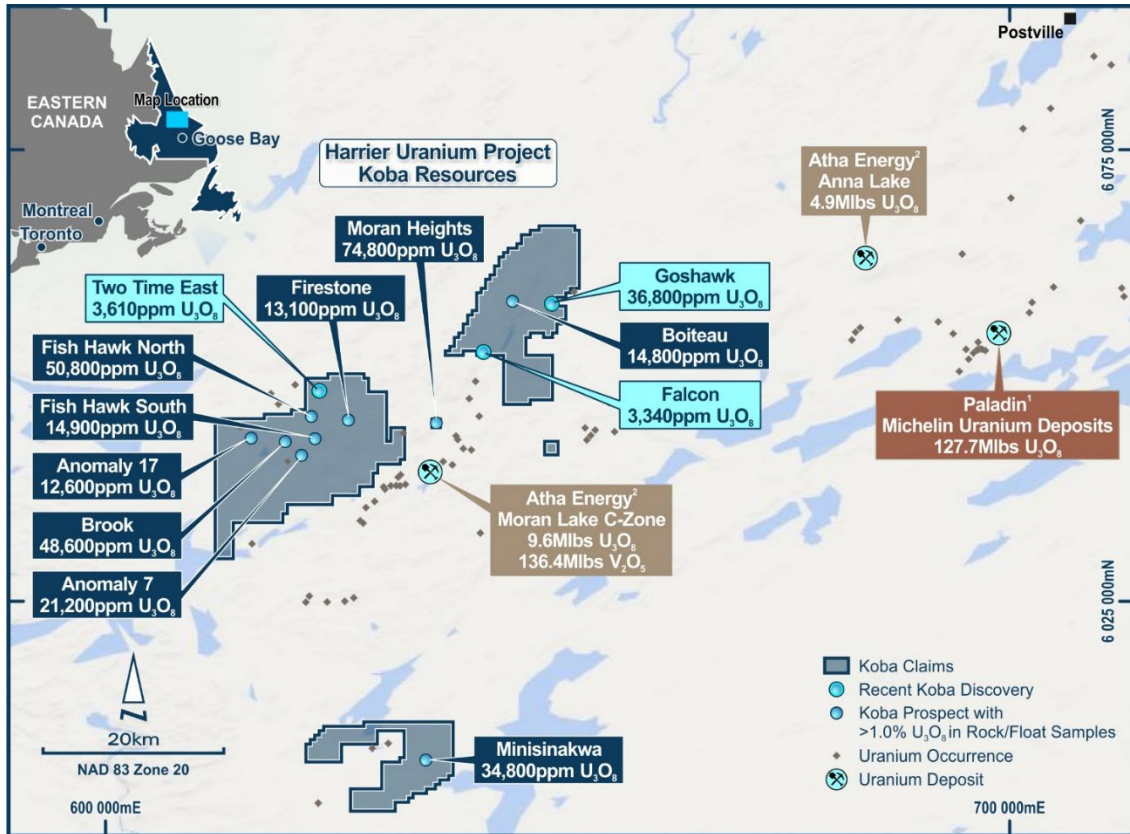 EASTERN
CANADA
Map Location
Goose Bay
Montreal
Toronto
Harrier Uranium Project
Koba Resources
Postville
6 075 000mN
Atha Energy²
Anna Lake
4.9Mlbs U₃O₈
Moran Heights
74,800ppm U₃O₈
Two Time East
3,610ppm U₃O₈
Firestone
13,100ppm U₃O₈
Goshawk
36,800ppm U₃O₈
Fish Hawk North
50,800ppm U₃O₈
Boiteau
14,800ppm U₃O₈
Fish Hawk South
14,900ppm U₃O₈
Falcon
3,340ppm U₃O₈
Paladin¹
Michelin Uranium Deposits
127.7Mlbs U₃O₈
Anomaly 17
12,600ppm U₃O₈
Brook
48,600ppm U₃O₈
Atha Energy²
Moran Lake C-Zone
9.6Mlbs U₃O₈
136.4Mlbs V₂O₅
Anomaly 7
21,200ppm U₃O₈
6 025 000mN
N
20km
NAD 83 Zone 20
Minisinakwa
34,800ppm U₃O₈
Koba Claims
Recent Koba Discovery
Koba Prospect with
>1.0% U₃O₈ in Rock/Float Samples
Uranium Occurrence
Uranium Deposit
600 000mE
700 000mE